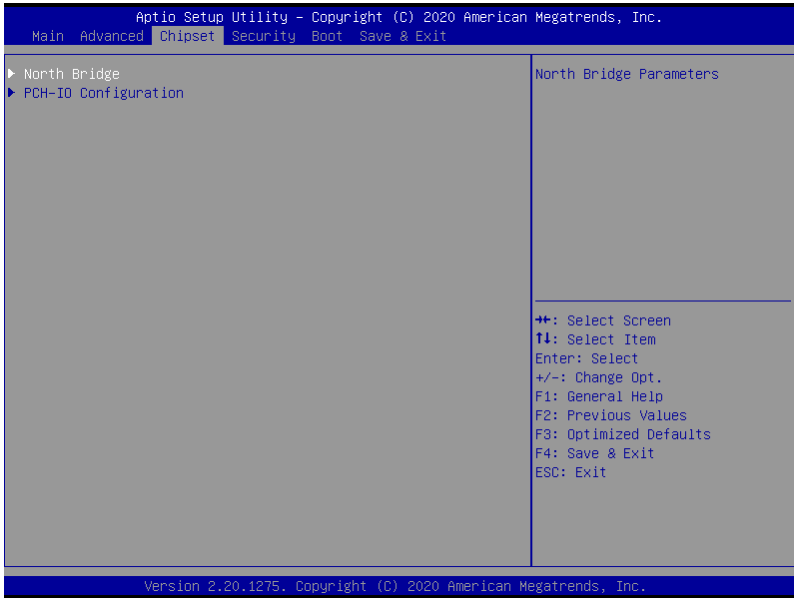 Aptio Setup Utility – Copyright (C) 2020 American Megatrends, Inc.
Main Advanced Chipset Security Boot Save & Exit
▶ North Bridge
▶ PCH-IO Configuration
North Bridge Parameters
→←: Select Screen
↑↓: Select Item
Enter: Select
+/-: Change Opt.
F1: General Help
F2: Previous Values
F3: Optimized Defaults
F4: Save & Exit
ESC: Exit
Version 2.20.1275. Copyright (C) 2020 American Megatrends, Inc.